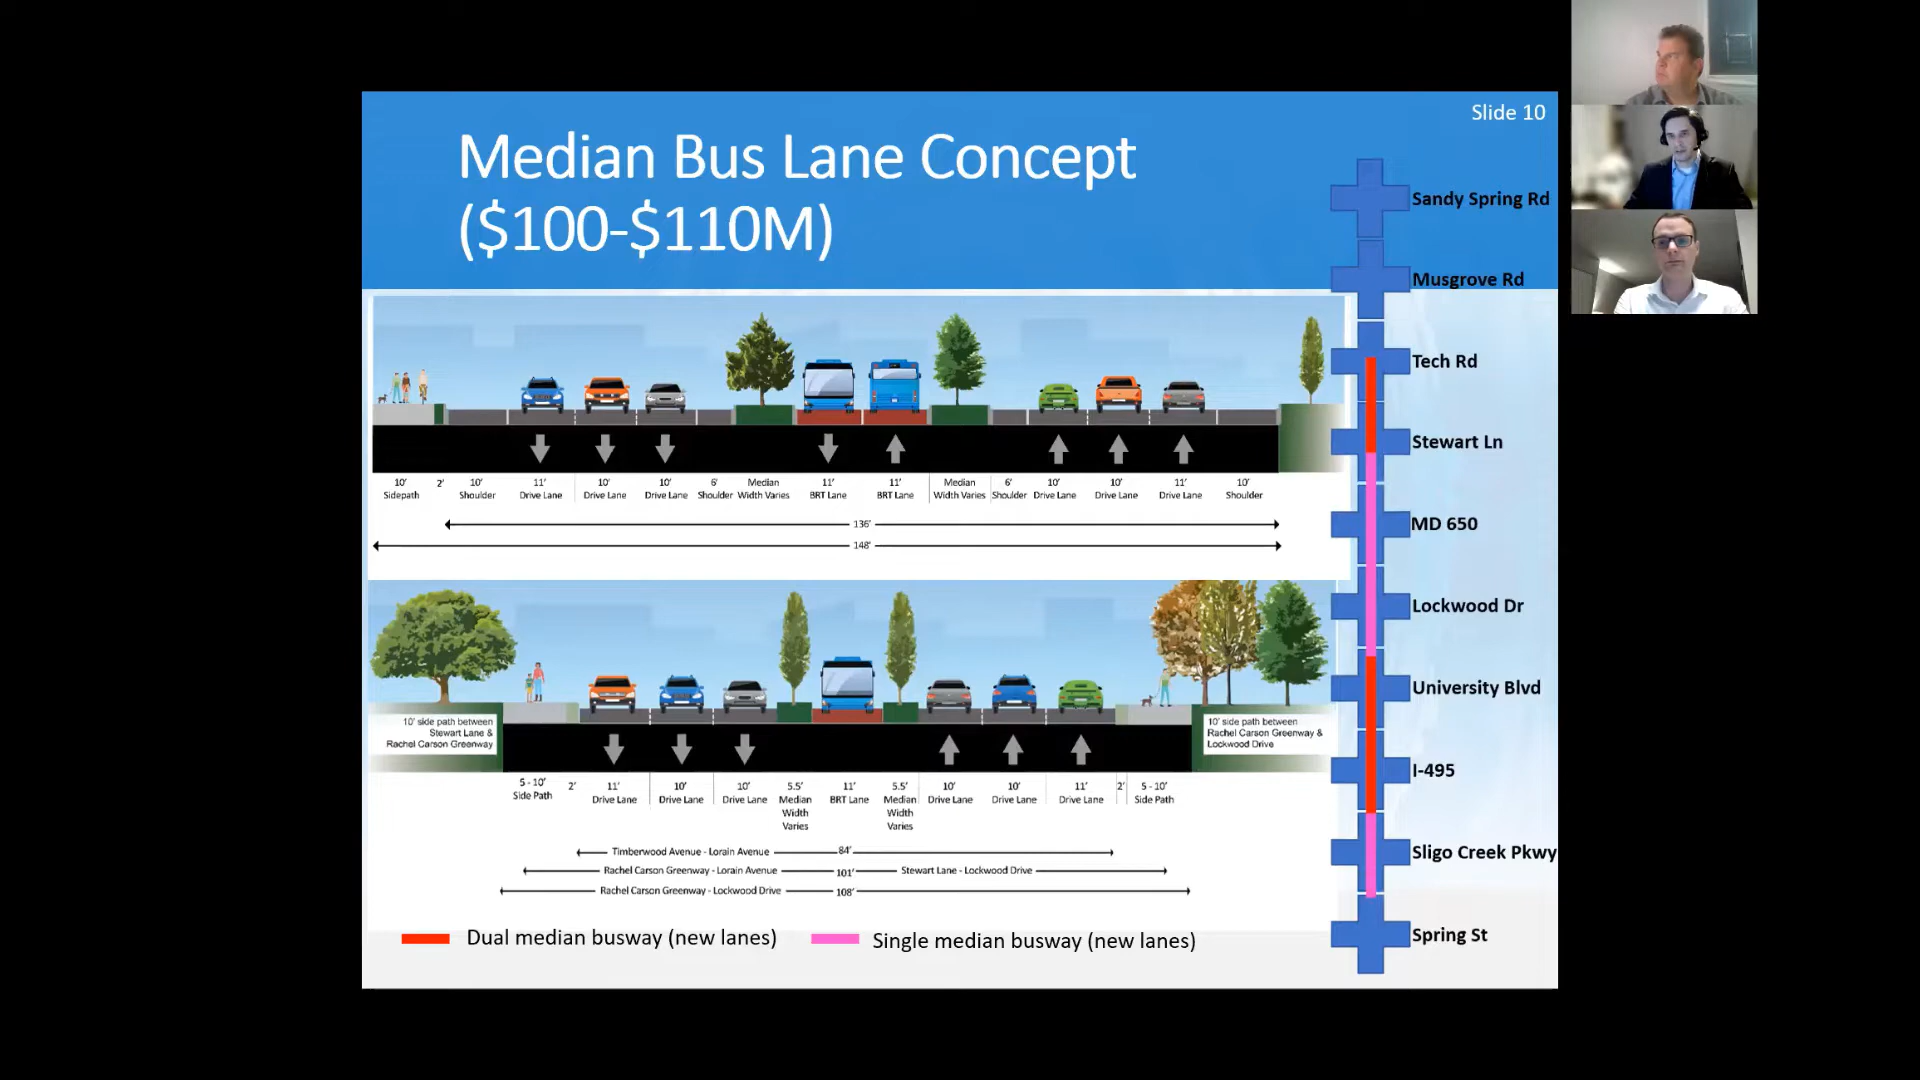 Slide 10
Median Bus Lane Concept
($100-$110M)
Sandy Spring Rd
Musgrove Rd
Tech Rd
Stewart Ln
MD 650
Lockwood Dr
University Blvd
I-495
Sligo Creek Pkwy
Spring St
10' Sidepath
2'
10' Shoulder
11' Drive Lane
10' Drive Lane
10' Drive Lane
6' Shoulder
Median Width Varies
11' BRT Lane
11' BRT Lane
Median Width Varies
6' Shoulder
10' Drive Lane
10' Drive Lane
11' Drive Lane
10' Shoulder
136'
148'
10' side path between
Stewart Lane &
Rachel Carson Greenway
10' side path between
Rachel Carson Greenway &
Lockwood Drive
5 - 10' Side Path
2'
11' Drive Lane
10' Drive Lane
10' Drive Lane
5.5' Median Width Varies
11' BRT Lane
5.5' Median Width Varies
10' Drive Lane
10' Drive Lane
11' Drive Lane
2'
5 - 10' Side Path
Timberwood Avenue - Lorain Avenue 84'
Rachel Carson Greenway - Lorain Avenue 101' Stewart Lane - Lockwood Drive
Rachel Carson Greenway - Lockwood Drive 108'
Dual median busway (new lanes)
Single median busway (new lanes)